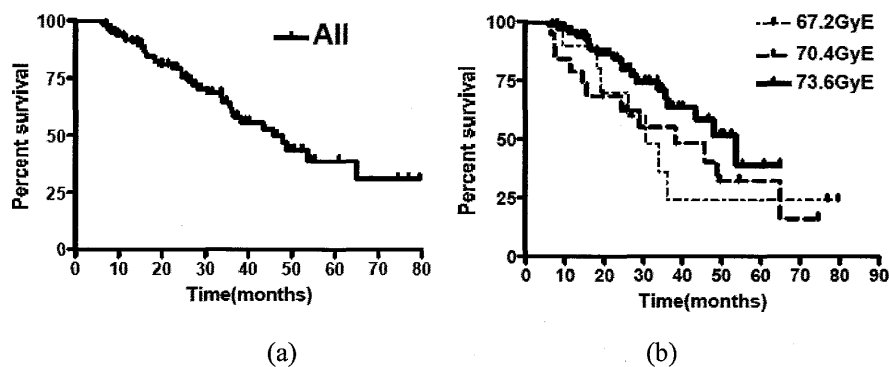 All
Percent survival
100
75
50
25
0
0 10 20 30 40 50 60 70 80
Time(months)
(a)
67.2GyE
70.4GyE
73.6GyE
Percent survival
100
75
50
25
0
0 10 20 30 40 50 60 70 80 90
Time(months)
(b)